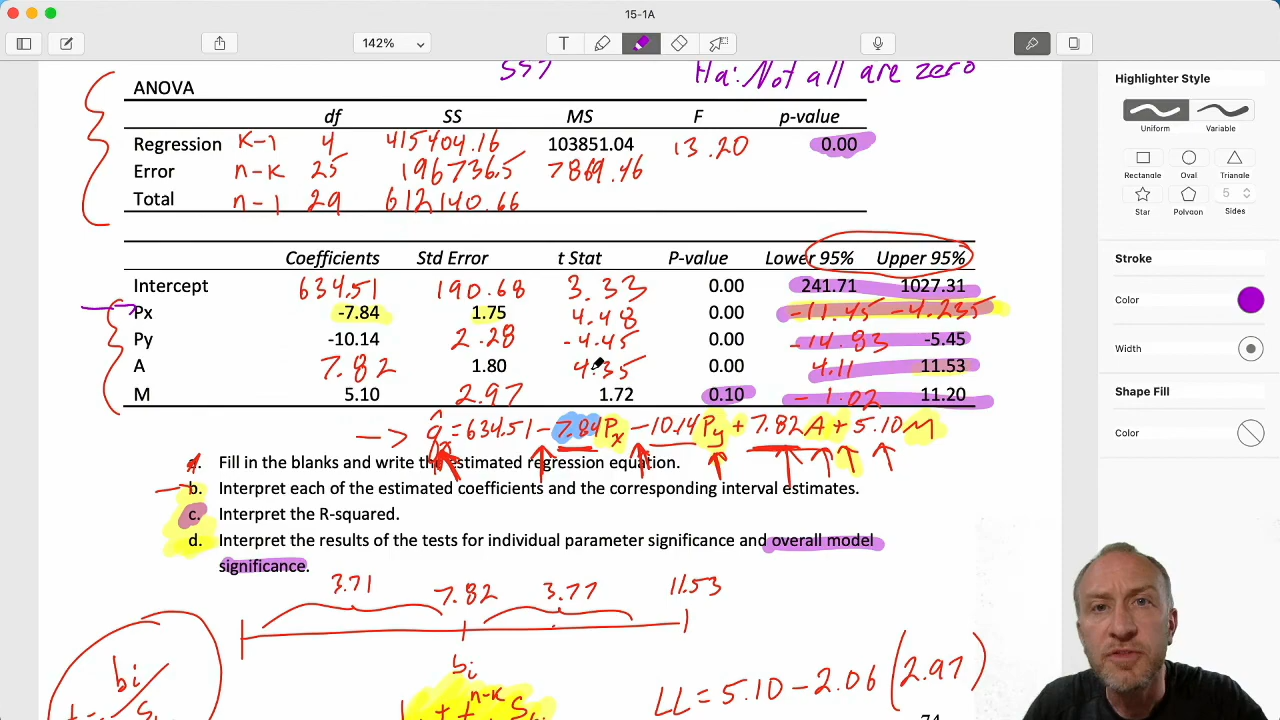 15-1A
142%
T
SST
Ha: Not all are zero
ANOVA
df SS MS F p-value
Regression K-1 4 415404.16 103851.04 13.20 0.00
Error n-K 25 196736.5 7869.46
Total n-1 29 612140.66
Coefficients Std Error t Stat P-value Lower 95% Upper 95%
Intercept 634.51 190.68 3.33 0.00 241.71 1027.31
Px -7.84 1.75 4.48 0.00 -11.45 -4.235
Py -10.14 2.28 -4.45 0.00 -14.83 -5.45
A 7.82 1.80 4.35 0.00 4.11 11.53
M 5.10 2.97 1.72 0.10 -1.02 11.20
= 634.51 - 7.84Px - 10.14Py + 7.82A + 5.10M
a. Fill in the blanks and write the estimated regression equation.
b. Interpret each of the estimated coefficients and the corresponding interval estimates.
c. Interpret the R-squared.
d. Interpret the results of the tests for individual parameter significance and overall model
significance.
3.71 7.82 3.77 11.53
bi
bi
n-K
LL = 5.10 - 2.06 (2.97)
Highlighter Style
Uniform Variable
Rectangle Oval Triangle
Star Polygon 5 Sides
Stroke
Color
Width
Shape Fill
Color